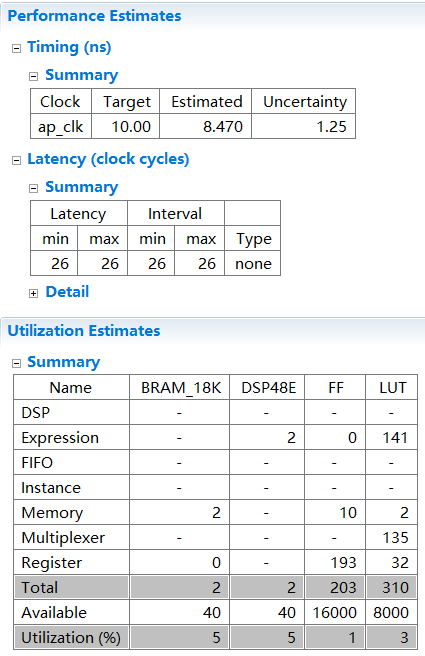 Performance Estimates
Timing (ns)
Summary
Clock Target Estimated Uncertainty
ap_clk 10.00 8.470 1.25
Latency (clock cycles)
Summary
Latency Interval
min max min max Type
26 26 26 26 none
Detail
Utilization Estimates
Summary
Name BRAM_18K DSP48E FF LUT
DSP - - - -
Expression - 2 0 141
FIFO - - - -
Instance - - - -
Memory 2 - 10 2
Multiplexer - - - 135
Register 0 - 193 32
Total 2 2 203 310
Available 40 40 16000 8000
Utilization (%) 5 5 1 3